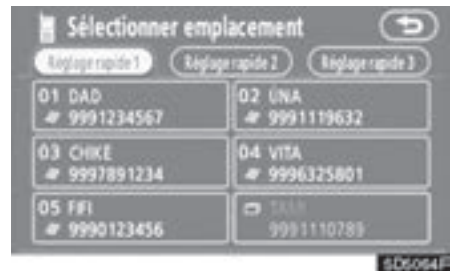 Sélectionner emplacement
Réglage rapide 1 Réglage rapide 2 Réglage rapide 3
01 DAD 02 UNA
9991234567 9991119632
03 CHIKE 04 VITA
9997891234 9996325801
05 FIFI
9990123456 9991110789
SD5064F